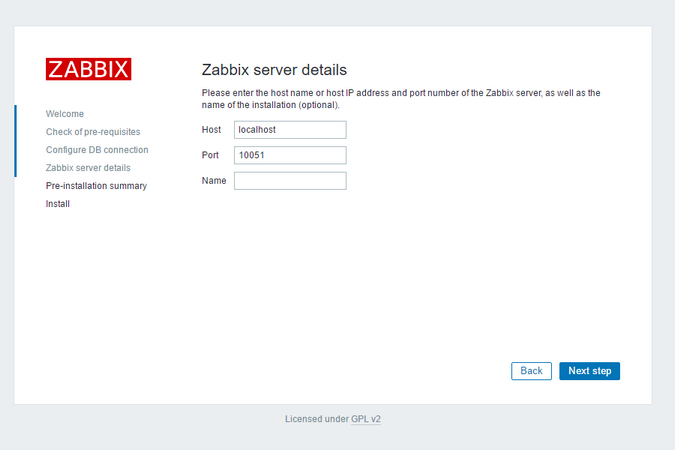 ZABBIX
Welcome
Check of pre-requisites
Configure DB connection
Zabbix server details
Pre-installation summary
Install
Zabbix server details
Please enter the host name or host IP address and port number of the Zabbix server, as well as the
name of the installation (optional).
Host localhost
Port 10051
Name
Back Next step
Licensed under GPL v2